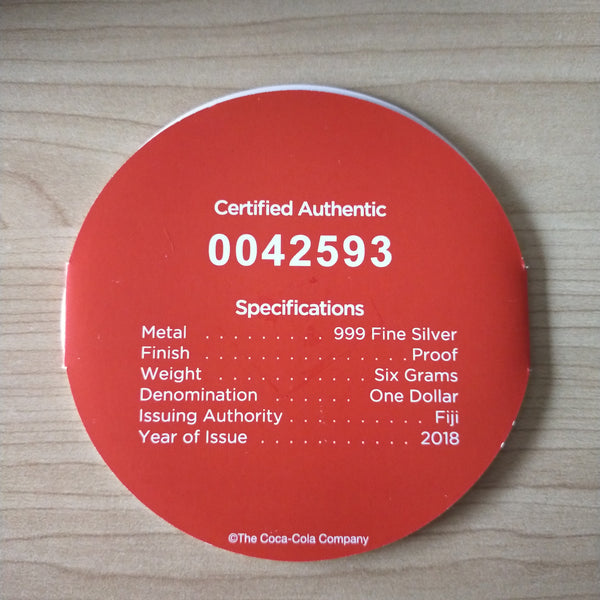 Certified Authentic
0042593
Specifications
Metal . . . . . . . . . 999 Fine Silver
Finish . . . . . . . . . . . . . . . . Proof
Weight . . . . . . . . . . . . Six Grams
Denomination . . . . . . One Dollar
Issuing Authority . . . . . . . . . . Fiji
Year of Issue . . . . . . . . . . . 2018
©The Coca-Cola Company